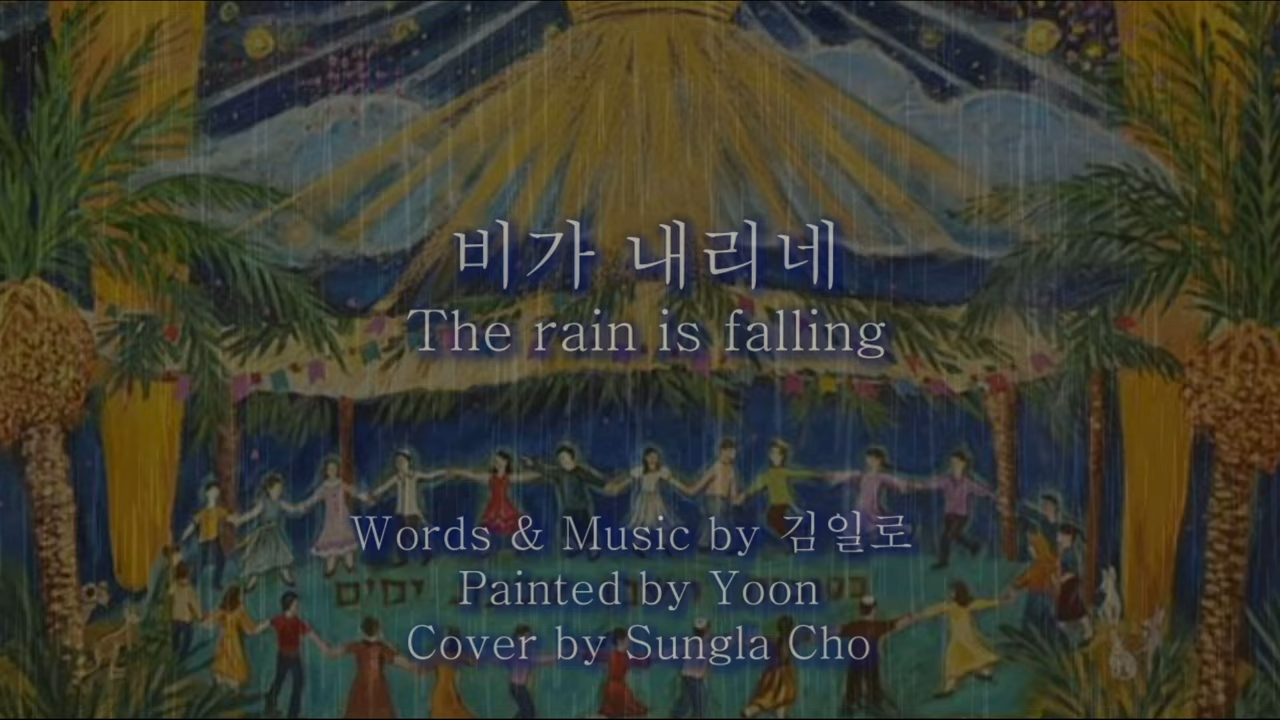 비가 내리네
The rain is falling
Words & Music by 김일로
Painted by Yoon
Cover by Sungla Cho
ימים